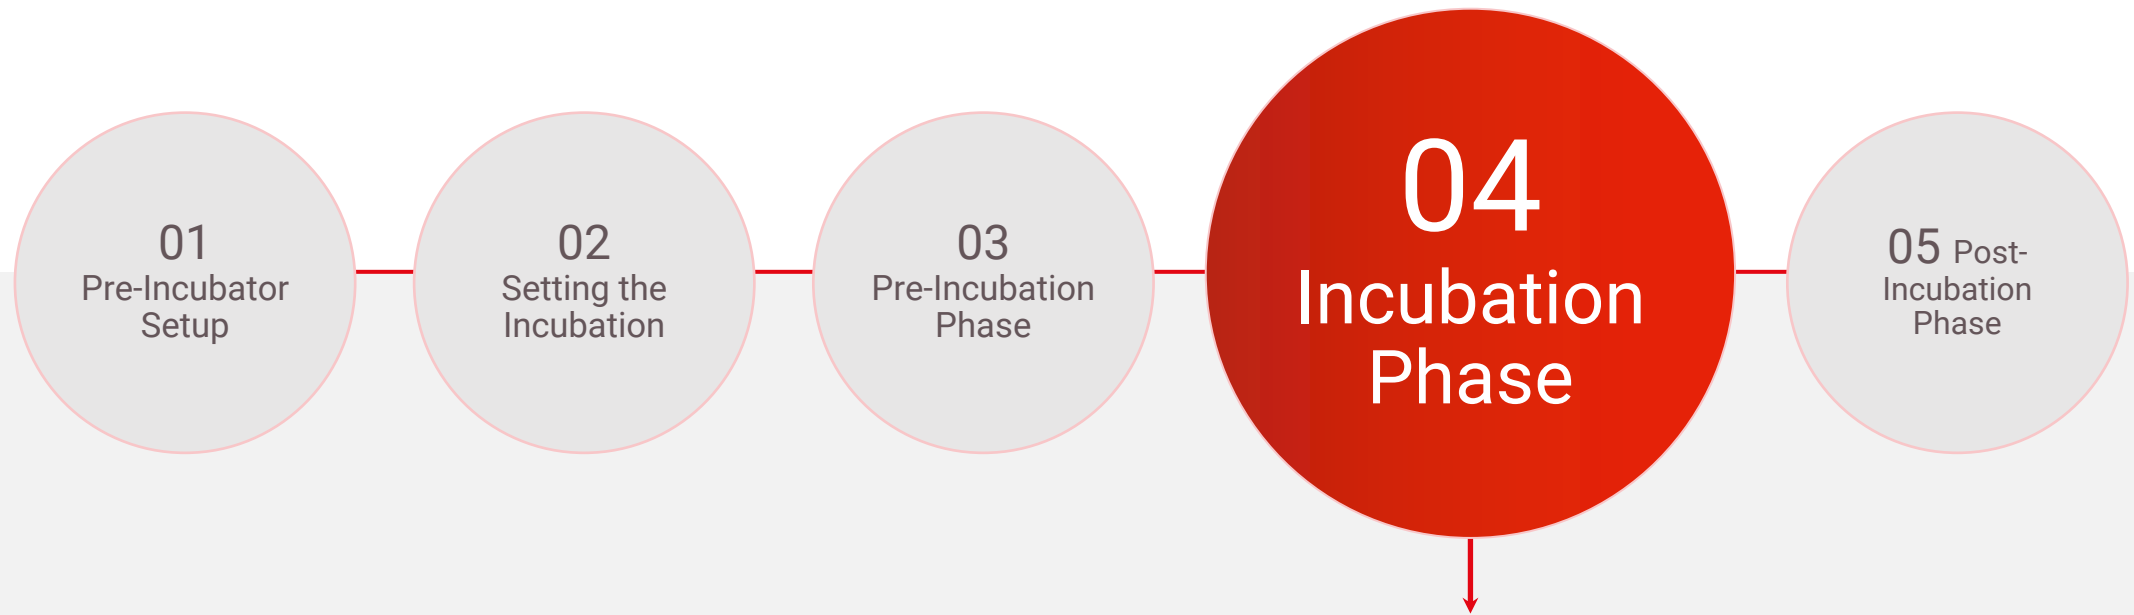 01
Pre-Incubator
Setup
02
Setting the
Incubation
03
Pre-Incubation
Phase
04
Incubation
Phase
05 Post-
Incubation
Phase